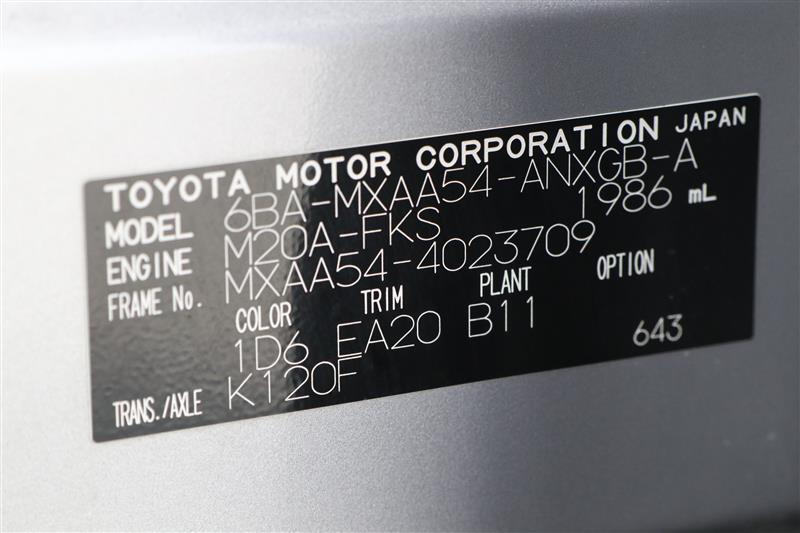 TOYOTA MOTOR CORPORATION JAPAN
MODEL 6BA-MXAA54-ANXGB-A
ENGINE M20A-FKS 1986 mL
FRAME No. MXAA54-4023709
COLOR TRIM PLANT OPTION
1D6 EA20 B11 643
TRANS./AXLE K120F